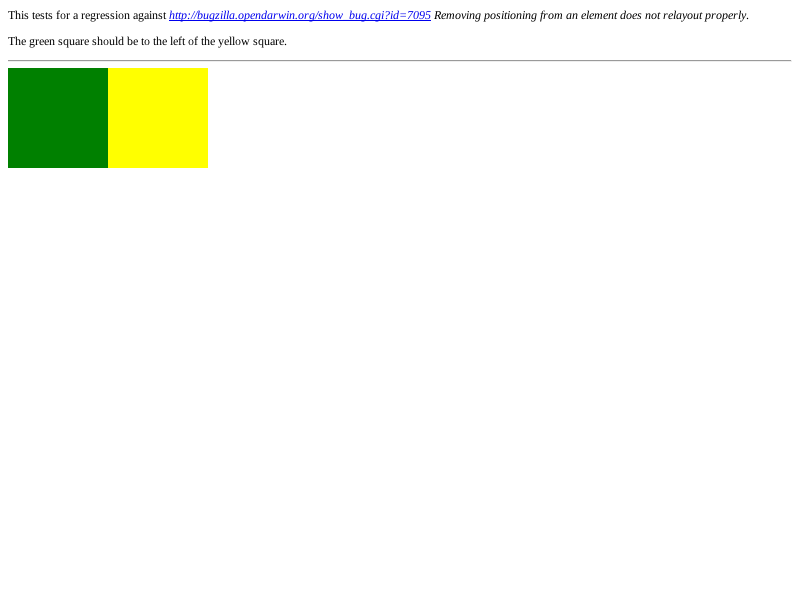 This tests for a regression against http://bugzilla.opendarwin.org/show_bug.cgi?id=7095 Removing positioning from an element does not relayout properly.
The green square should be to the left of the yellow square.